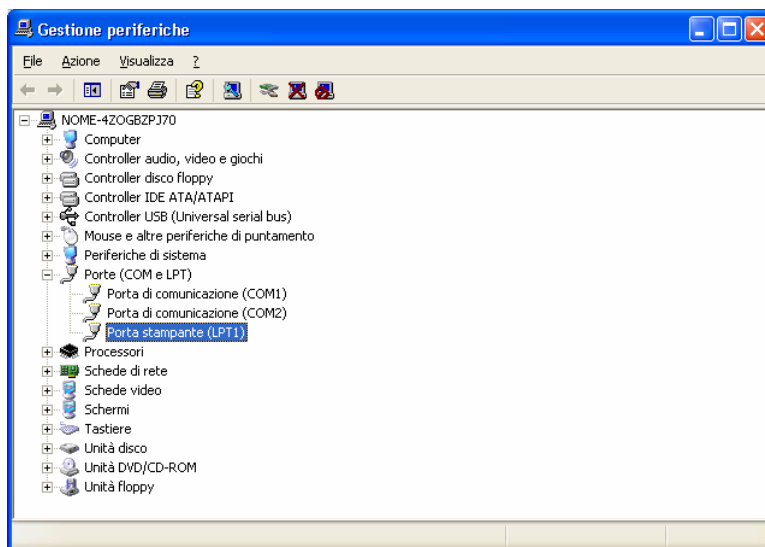 Gestione periferiche
File Azione Visualizza ?
NOME-4ZOGBZPJ70
Computer
Controller audio, video e giochi
Controller disco floppy
Controller IDE ATA/ATAPI
Controller USB (Universal serial bus)
Mouse e altre periferiche di puntamento
Periferiche di sistema
Porte (COM e LPT)
Porta di comunicazione (COM1)
Porta di comunicazione (COM2)
Porta stampante (LPT1)
Processori
Schede di rete
Schede video
Schermi
Tastiere
Unità disco
Unità DVD/CD-ROM
Unità floppy